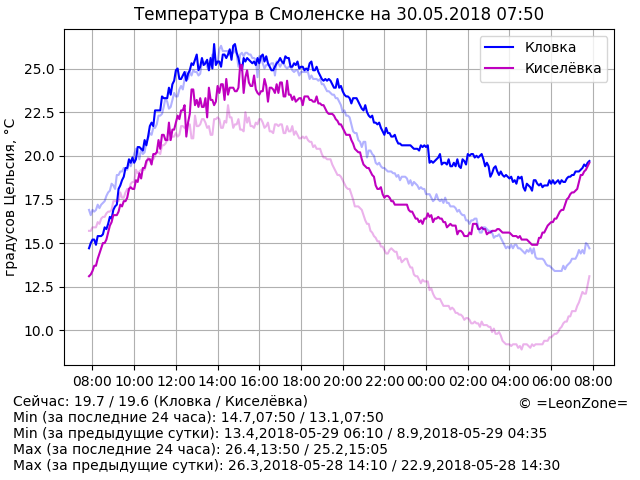 Температура в Смоленске на 30.05.2018 07:50
Кловка
Киселёвка
градусов Цельсия, °C
25.0
22.5
20.0
17.5
15.0
12.5
10.0
08:00 10:00 12:00 14:00 16:00 18:00 20:00 22:00 00:00 02:00 04:00 06:00 08:00
Сейчас: 19.7 / 19.6 (Кловка / Киселёвка)
© =LeonZone=
Min (за последние 24 часа): 14.7,07:50 / 13.1,07:50
Min (за предыдущие сутки): 13.4,2018-05-29 06:10 / 8.9,2018-05-29 04:35
Max (за последние 24 часа): 26.4,13:50 / 25.2,15:05
Max (за предыдущие сутки): 26.3,2018-05-28 14:10 / 22.9,2018-05-28 14:30